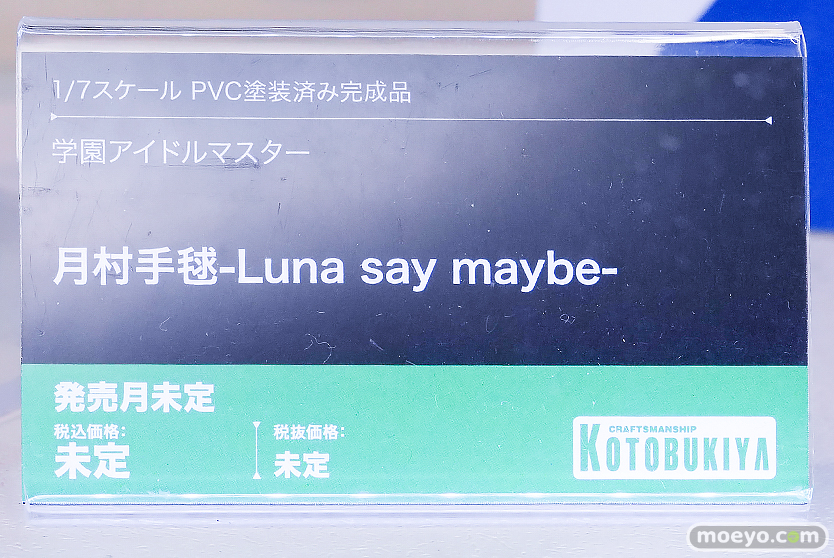 1/7スケール PVC塗装済み完成品
学園アイドルマスター
月村手毬-Luna say maybe-
発売月未定
税込価格:
未定
税抜価格:
未定
CRAFTSMANSHIP
KOTOBUKIYA
moeyo.com